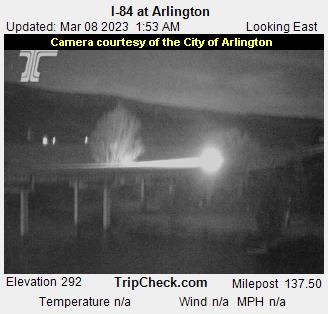 I-84 at Arlington
Updated: Mar 08 2023 1:53 AM Looking East
Camera courtesy of the City of Arlington
Elevation 292 TripCheck.com Milepost 137.50
Temperature n/a Wind n/a MPH n/a